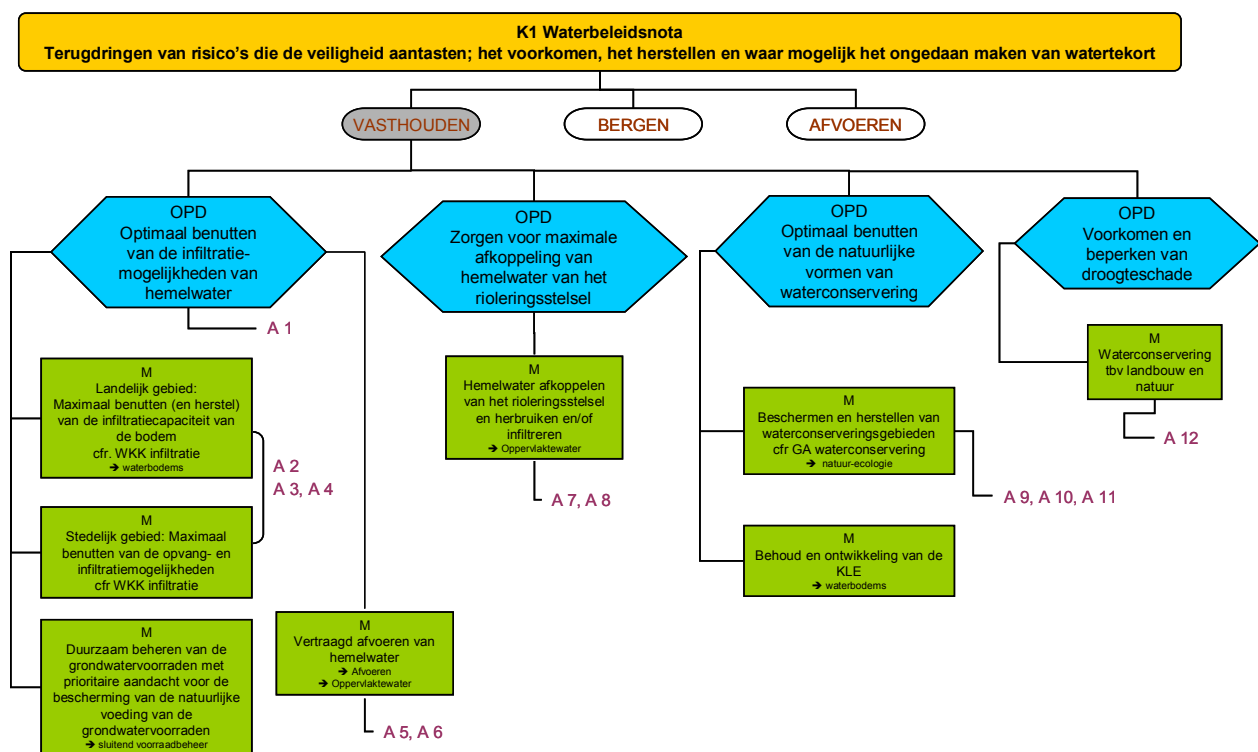 K1 Waterbeleidsnota
Terugdringen van risico's die de veiligheid aantasten; het voorkomen, het herstellen en waar mogelijk het ongedaan maken van watertekort
VASTHOUDEN
BERGEN
AFVOEREN
OPD
Optimaal benutten
van de infiltratie-
mogelijkheden van
hemelwater
A 1
M
Landelijk gebied:
Maximaal benutten (en herstel)
van de infiltratiecapaciteit van
de bodem
cfr. WKK infiltratie
➔ waterbodems
A 2
A 3, A 4
M
Stedelijk gebied: Maximaal
benutten van de opvang- en
infiltratiemogelijkheden
cfr WKK infiltratie
M
Duurzaam beheren van de
grondwatervoorraden met
prioritaire aandacht voor de
bescherming van de natuurlijke
voeding van de
grondwatervoorraden
➔ sluitend voorraadbeheer
M
Vertraagd afvoeren van
hemelwater
➔ Afvoeren
➔ Oppervlaktewater
A 5, A 6
OPD
Zorgen voor maximale
afkoppeling van
hemelwater van het
rioleringsstelsel
M
Hemelwater afkoppelen
van het rioleringsstelsel
en herbruiken en/of
infiltreren
➔ Oppervlaktewater
A 7, A 8
OPD
Optimaal benutten
van de natuurlijke
vormen van
waterconservering
M
Beschermen en herstellen van
waterconserveringsgebieden
cfr GA waterconservering
➔ natuur-ecologie
A 9, A 10, A 11
M
Behoud en ontwikkeling van de
KLE
➔ waterbodems
OPD
Voorkomen en
beperken van
droogteschade
M
Waterconservering
tbv landbouw en
natuur
A 12